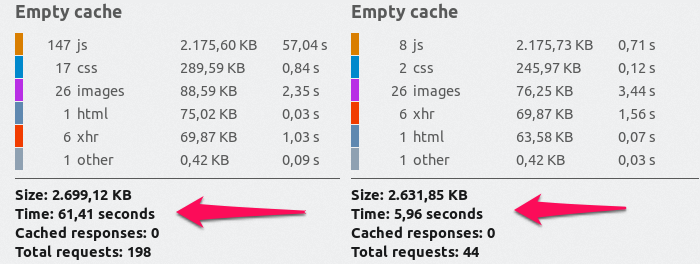 Empty cache
147 js 2.175,60 KB 57,04 s
17 css 289,59 KB 0,84 s
26 images 88,59 KB 2,35 s
1 html 75,02 KB 0,03 s
6 xhr 69,87 KB 1,03 s
1 other 0,42 KB 0,09 s
Size: 2.699,12 KB
Time: 61,41 seconds
Cached responses: 0
Total requests: 198
Empty cache
8 js 2.175,73 KB 0,71 s
2 css 245,97 KB 0,12 s
26 images 76,25 KB 3,44 s
6 xhr 69,87 KB 1,56 s
1 html 63,58 KB 0,07 s
1 other 0,42 KB 0,03 s
Size: 2.631,85 KB
Time: 5,96 seconds
Cached responses: 0
Total requests: 44